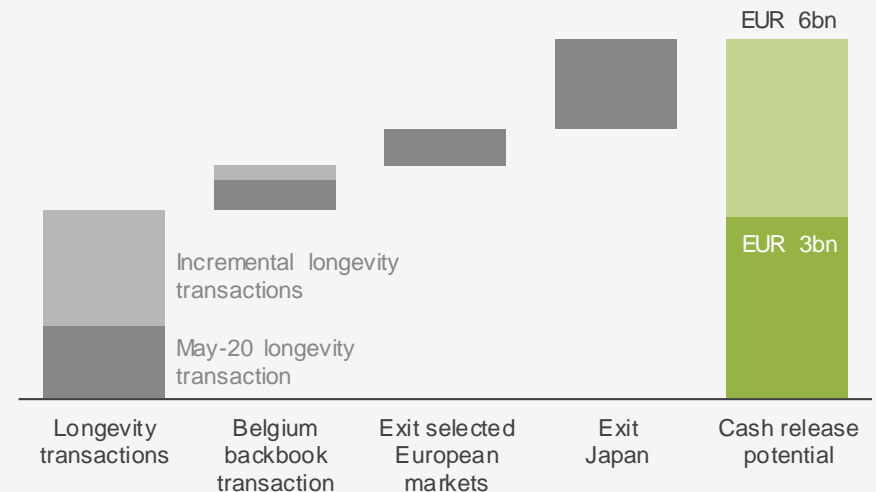 EUR 6bn
EUR 3bn
Incremental longevity
transactions
May-20 longevity
transaction
Longevity
transactions
Belgium
backbook
transaction
Exit selected
European
markets
Exit
Japan
Cash release
potential